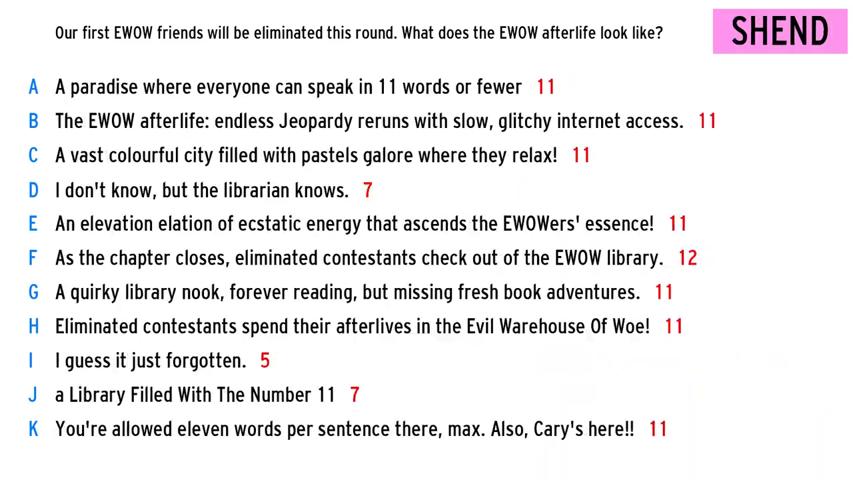 Our first EWOW friends will be eliminated this round. What does the EWOW afterlife look like?
SHEND
A A paradise where everyone can speak in 11 words or fewer 11
B The EWOW afterlife: endless Jeopardy reruns with slow, glitchy internet access. 11
C A vast colourful city filled with pastels galore where they relax! 11
D I don't know, but the librarian knows. 7
E An elevation elation of ecstatic energy that ascends the EWOWers' essence! 11
F As the chapter closes, eliminated contestants check out of the EWOW library. 12
G A quirky library nook, forever reading, but missing fresh book adventures. 11
H Eliminated contestants spend their afterlives in the Evil Warehouse Of Woe! 11
I I guess it just forgotten. 5
J a Library Filled With The Number 11 7
K You're allowed eleven words per sentence there, max. Also, Cary's here!! 11